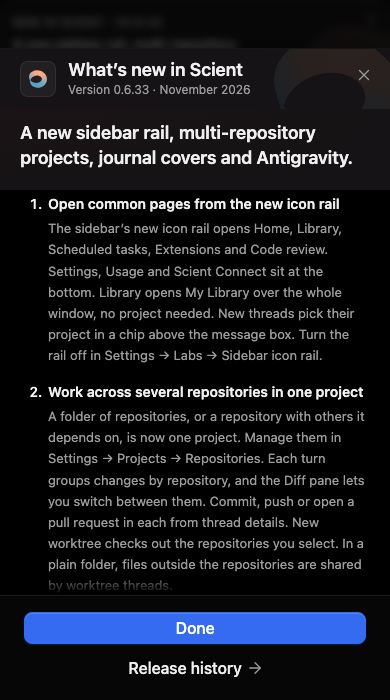 What's new in Scient
Version 0.6.33 · November 2026
A new sidebar rail, multi-repository
projects, journal covers and Antigravity.
1. Open common pages from the new icon rail
The sidebar's new icon rail opens Home, Library,
Scheduled tasks, Extensions and Code review.
Settings, Usage and Scient Connect sit at the
bottom. Library opens My Library over the whole
window, no project needed. New threads pick their
project in a chip above the message box. Turn the
rail off in Settings → Labs → Sidebar icon rail.
2. Work across several repositories in one project
A folder of repositories, or a repository with others it
depends on, is now one project. Manage them in
Settings → Projects → Repositories. Each turn
groups changes by repository, and the Diff pane lets
you switch between them. Commit, push or open a
pull request in each from thread details. New
worktree checks out the repositories you select. In a
plain folder, files outside the repositories are shared
by worktree threads.
Done
Release history →